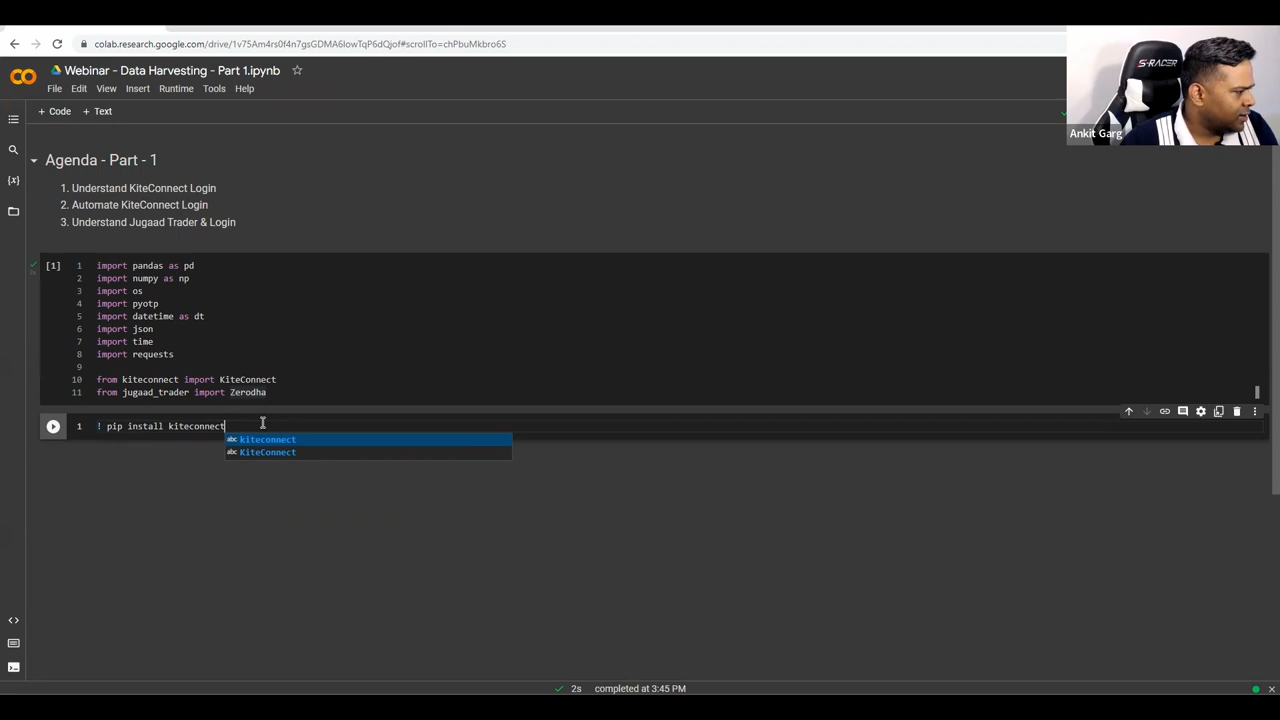 colab.research.google.com/drive/1v75Am4rs0f4n7gsGDMA6IowTqP6dQjof#scrollTo=chPbuMkbro6S
Webinar - Data Harvesting - Part 1.ipynb
File Edit View Insert Runtime Tools Help
+ Code + Text
S-RACER
Ankit Garg
Agenda - Part - 1
1. Understand KiteConnect Login
2. Automate KiteConnect Login
3. Understand Jugaad Trader & Login
[1] 1 import pandas as pd
2 import numpy as np
3 import os
4 import pyotp
5 import datetime as dt
6 import json
7 import time
8 import requests
9
10 from kiteconnect import KiteConnect
11 from jugaad_trader import Zerodha
1 ! pip install kiteconnect
abc kiteconnect
abc KiteConnect
2s completed at 3:45 PM